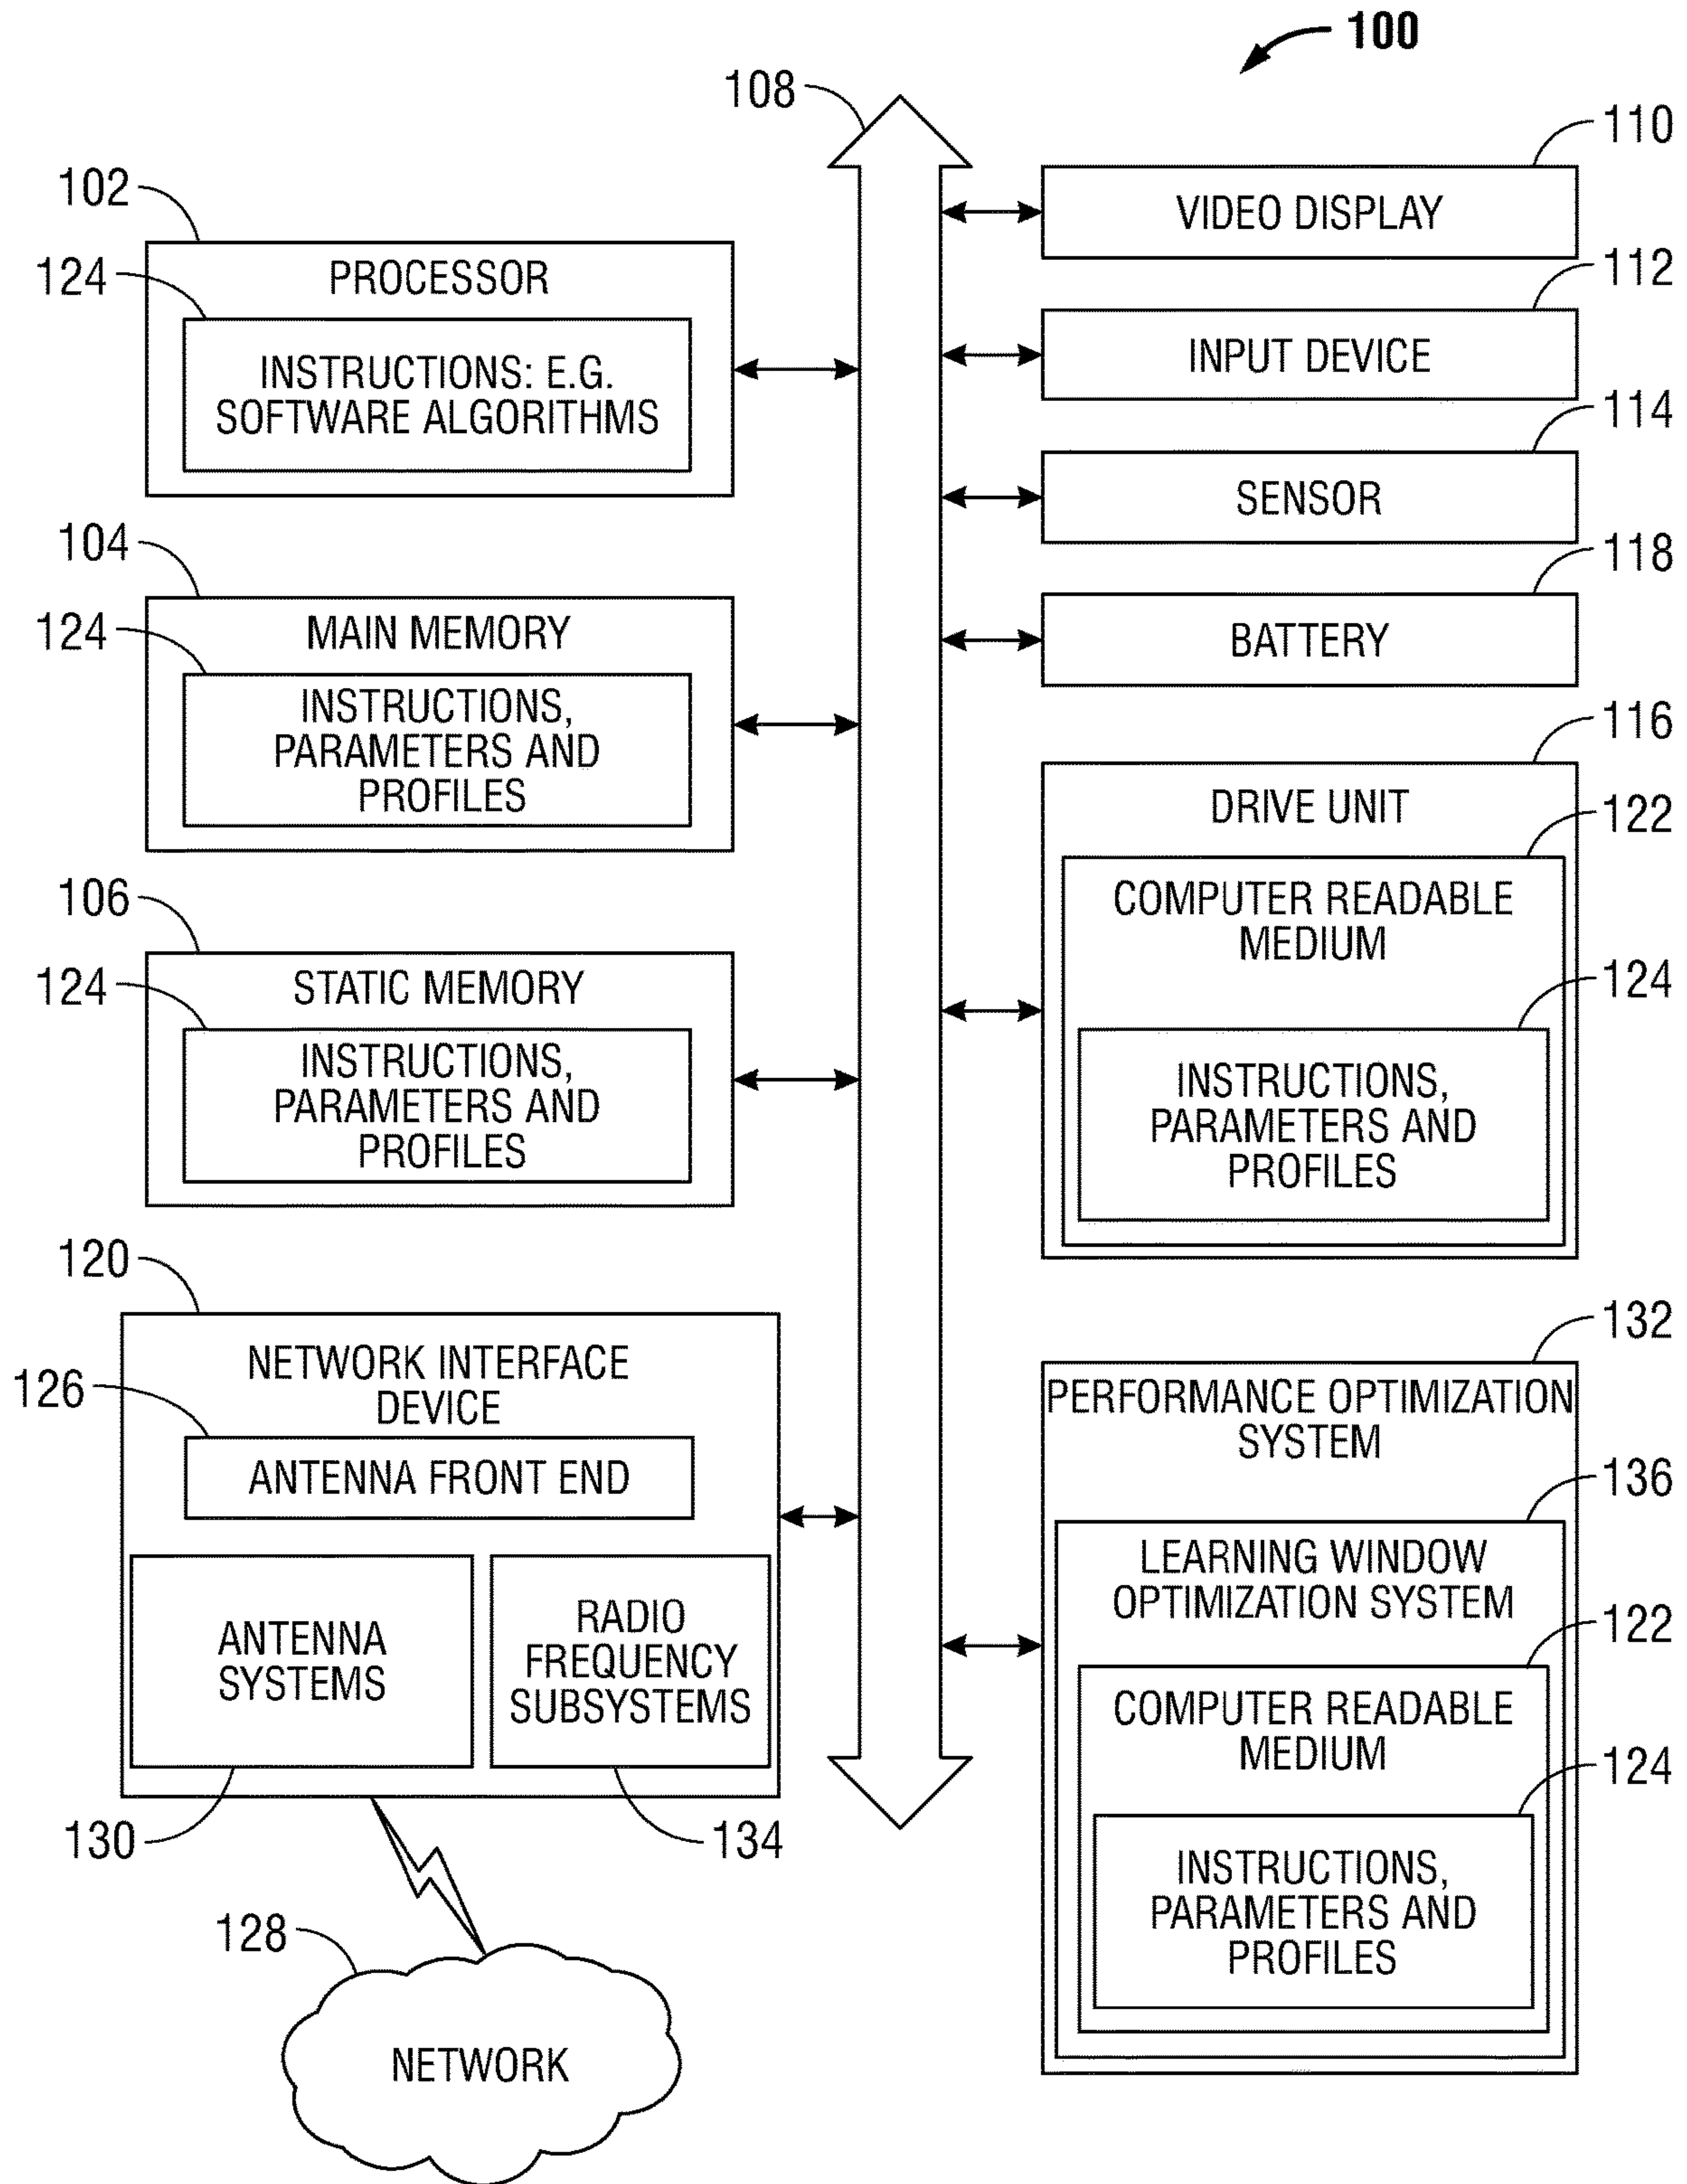 100
108
110
VIDEO DISPLAY
102
124
PROCESSOR
INSTRUCTIONS: E.G.
SOFTWARE ALGORITHMS
112
INPUT DEVICE
114
SENSOR
118
BATTERY
104
124
MAIN MEMORY
INSTRUCTIONS,
PARAMETERS AND
PROFILES
116
DRIVE UNIT
122
COMPUTER READABLE
MEDIUM
124
INSTRUCTIONS,
PARAMETERS AND
PROFILES
106
124
STATIC MEMORY
INSTRUCTIONS,
PARAMETERS AND
PROFILES
120
NETWORK INTERFACE
DEVICE
126
ANTENNA FRONT END
ANTENNA
SYSTEMS
RADIO
FREQUENCY
SUBSYSTEMS
130
134
132
PERFORMANCE OPTIMIZATION
SYSTEM
136
LEARNING WINDOW
OPTIMIZATION SYSTEM
122
COMPUTER READABLE
MEDIUM
124
INSTRUCTIONS,
PARAMETERS AND
PROFILES
128
NETWORK